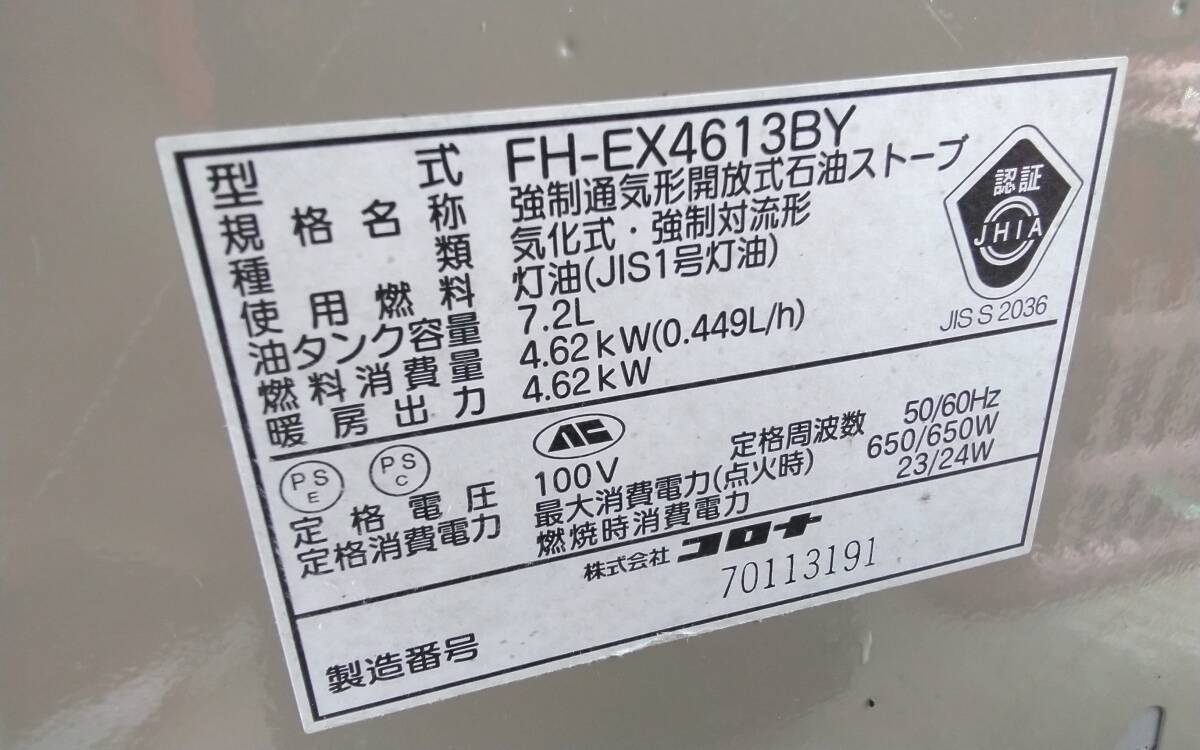 型式 FH-EX4613BY
規格名称 強制通気形開放式石油ストーブ
種類 気化式・強制対流形
使用燃料 灯油(JIS1号灯油)
油タンク容量 7.2L
燃料消費量 4.62kW(0.449L/h)
暖房出力 4.62kW
認証
JHIA
JIS S 2036
PS E
PS C
定格電圧 100V 定格周波数 50/60Hz
定格消費電力 最大消費電力(点火時) 650/650W
燃焼時消費電力 23/24W
株式会社 コロナ
製造番号 70113191